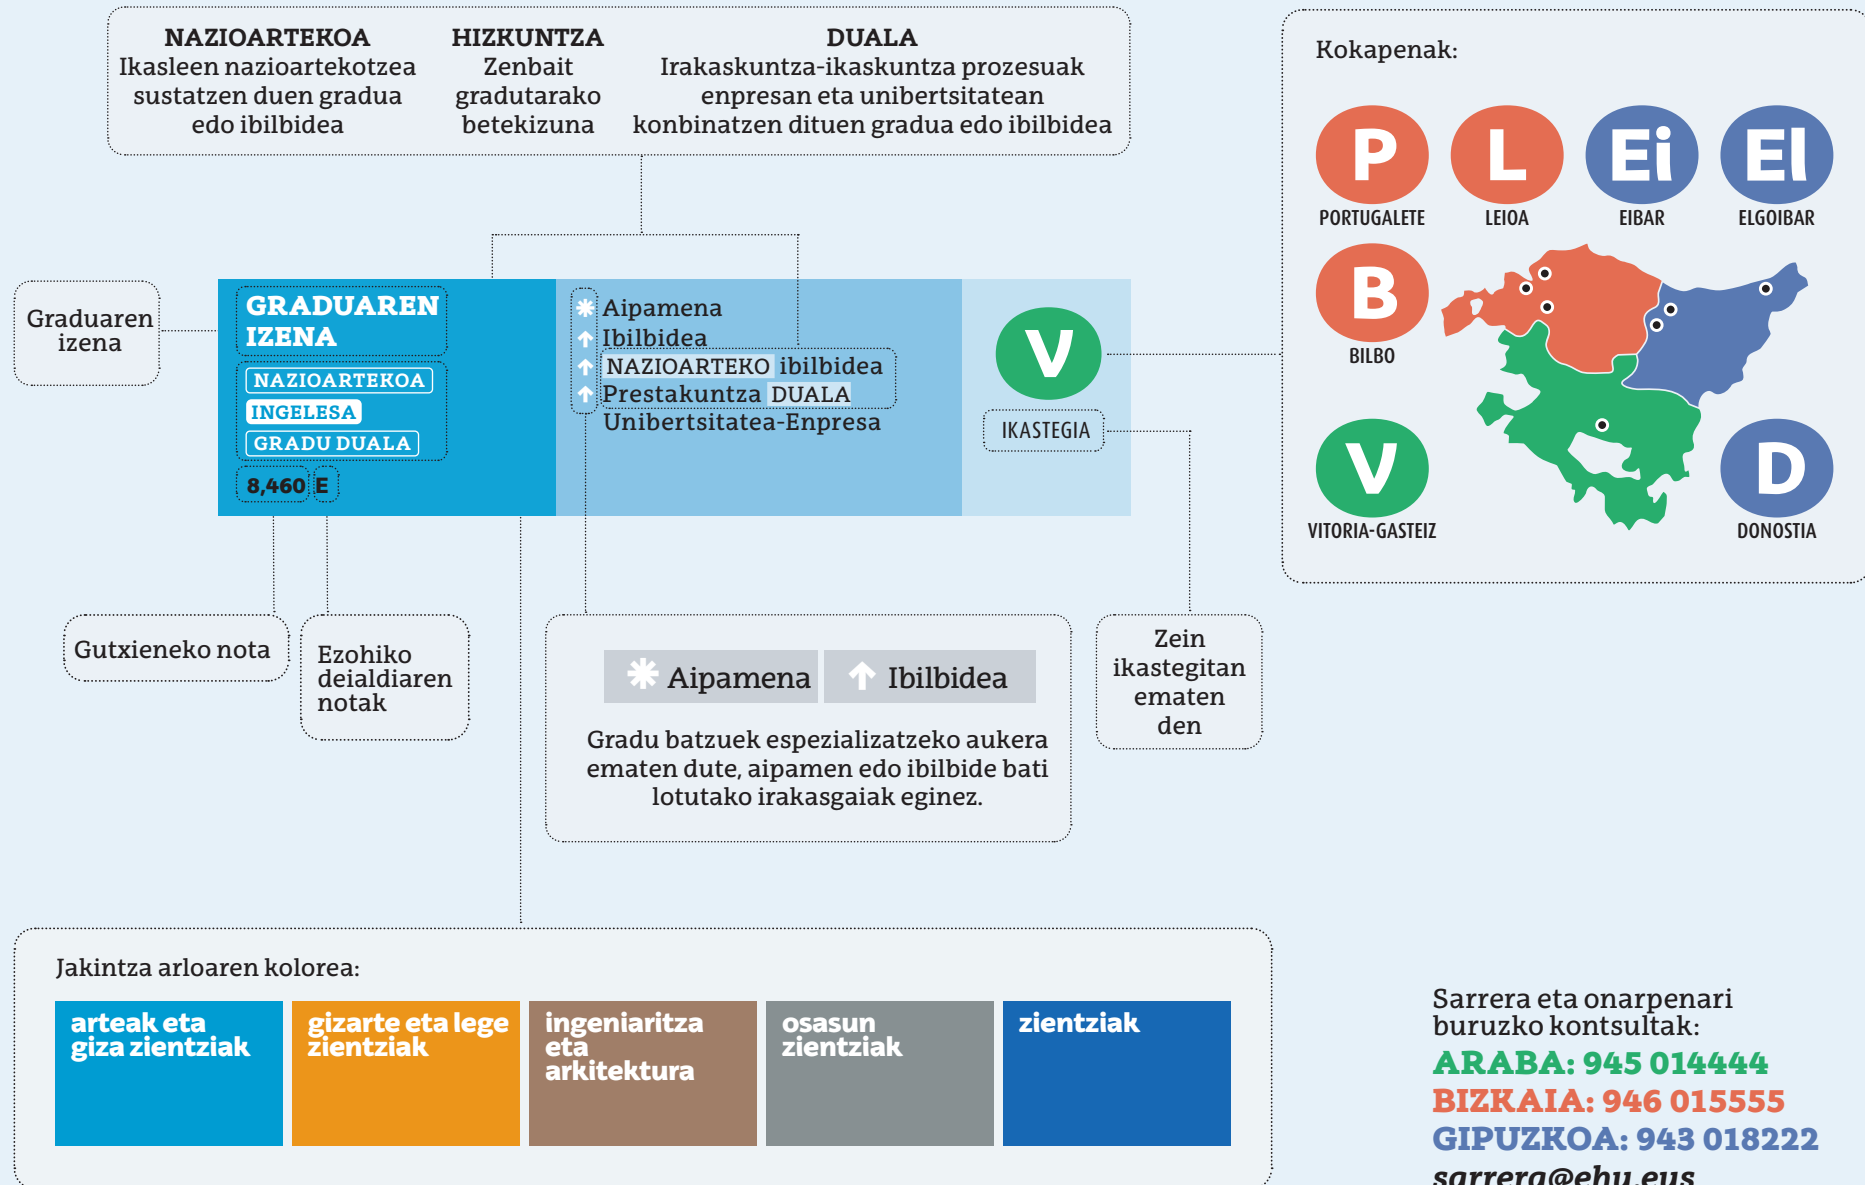 NAZIOARTEKOA
Ikasleen nazioartekotzea
sustatzen duen gradua
edo ibilbidea
HIZKUNTZA
Zenbait
gradutarako
betekizuna
DUALA
Irakaskuntza-ikaskuntza prozesuak
enpresan eta unibertsitatean
konbinatzen dituen gradua edo ibilbidea
Graduaren
izena
GRADUAREN
IZENA
NAZIOARTEKOA
INGELESA
GRADU DUALA
8,460 E
Aipamena
Ibilbidea
NAZIOARTEKO ibilbidea
Prestakuntza DUALA
Unibertsitatea-Enpresa
V
IKASTEGIA
Kokapenak:
P
PORTUGALETE
L
LEIOA
Ei
EIBAR
El
ELGOIBAR
B
BILBO
V
VITORIA-GASTEIZ
D
DONOSTIA
Gutxieneko nota
Ezohiko
deialdiaren
notak
Aipamena
Ibilbidea
Gradu batzuek espezializatzeko aukera
ematen dute, aipamen edo ibilbide bati
lotutako irakasgaiak eginez.
Zein
ikastegitan
ematen
den
Jakintza arloaren kolorea:
arteak eta
giza zientziak
gizarte eta lege
zientziak
ingeniaritza
eta
arkitektura
osasun
zientziak
zientziak
Sarrera eta onarpenari
buruzko kontsultak:
ARABA: 945 014444
BIZKAIA: 946 015555
GIPUZKOA: 943 018222
sarrera@ehu.eus